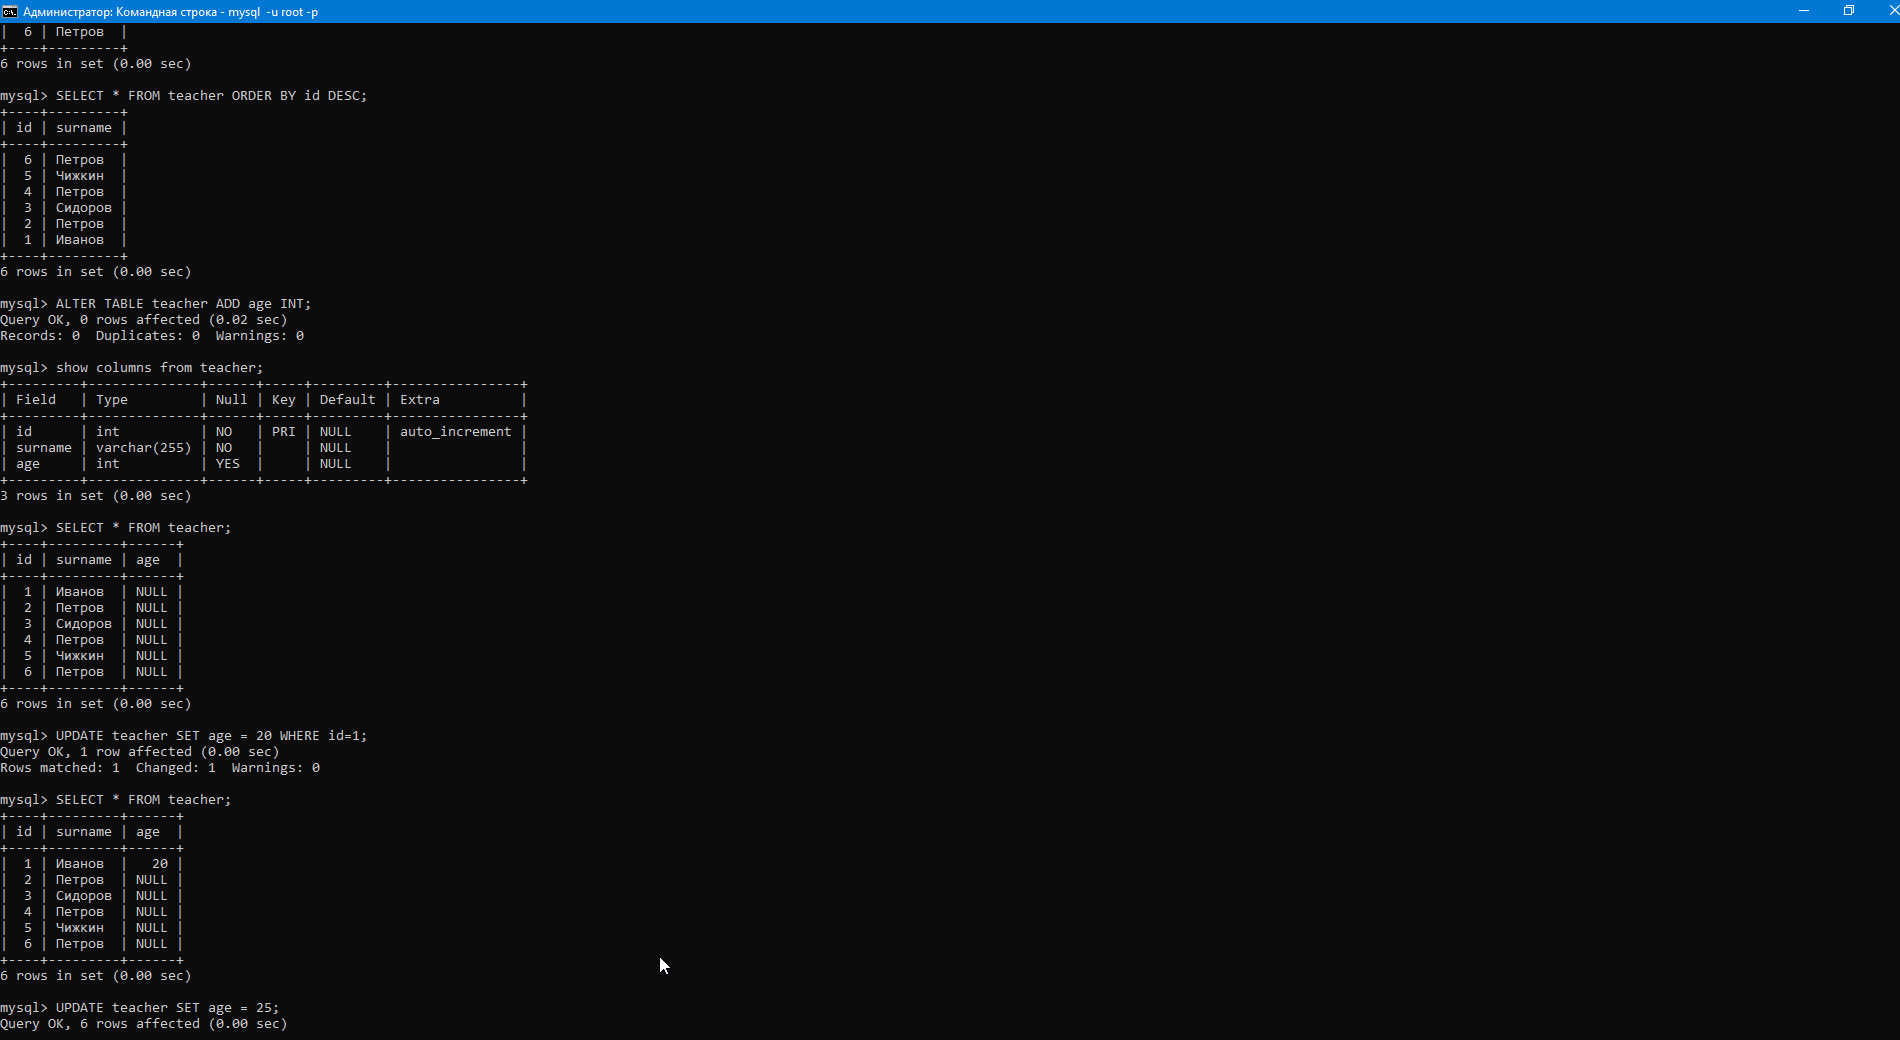 Администратор: Командная строка - mysql  -u root -p
|  6 | Петров  |
+----+---------+
6 rows in set (0.00 sec)
mysql> SELECT * FROM teacher ORDER BY id DESC;
+----+---------+
| id | surname |
+----+---------+
|  6 | Петров  |
|  5 | Чижкин  |
|  4 | Петров  |
|  3 | Сидоров |
|  2 | Петров  |
|  1 | Иванов  |
+----+---------+
6 rows in set (0.00 sec)
mysql> ALTER TABLE teacher ADD age INT;
Query OK, 0 rows affected (0.02 sec)
Records: 0  Duplicates: 0  Warnings: 0
mysql> show columns from teacher;
+---------+--------------+------+-----+---------+----------------+
| Field   | Type         | Null | Key | Default | Extra          |
+---------+--------------+------+-----+---------+----------------+
| id      | int          | NO   | PRI | NULL    | auto_increment |
| surname | varchar(255) | NO   |     | NULL    |                |
| age     | int          | YES  |     | NULL    |                |
+---------+--------------+------+-----+---------+----------------+
3 rows in set (0.00 sec)
mysql> SELECT * FROM teacher;
+----+---------+------+
| id | surname | age  |
+----+---------+------+
|  1 | Иванов  | NULL |
|  2 | Петров  | NULL |
|  3 | Сидоров | NULL |
|  4 | Петров  | NULL |
|  5 | Чижкин  | NULL |
|  6 | Петров  | NULL |
+----+---------+------+
6 rows in set (0.00 sec)
mysql> UPDATE teacher SET age = 20 WHERE id=1;
Query OK, 1 row affected (0.00 sec)
Rows matched: 1  Changed: 1  Warnings: 0
mysql> SELECT * FROM teacher;
+----+---------+------+
| id | surname | age  |
+----+---------+------+
|  1 | Иванов  |   20 |
|  2 | Петров  | NULL |
|  3 | Сидоров | NULL |
|  4 | Петров  | NULL |
|  5 | Чижкин  | NULL |
|  6 | Петров  | NULL |
+----+---------+------+
6 rows in set (0.00 sec)
mysql> UPDATE teacher SET age = 25;
Query OK, 6 rows affected (0.00 sec)